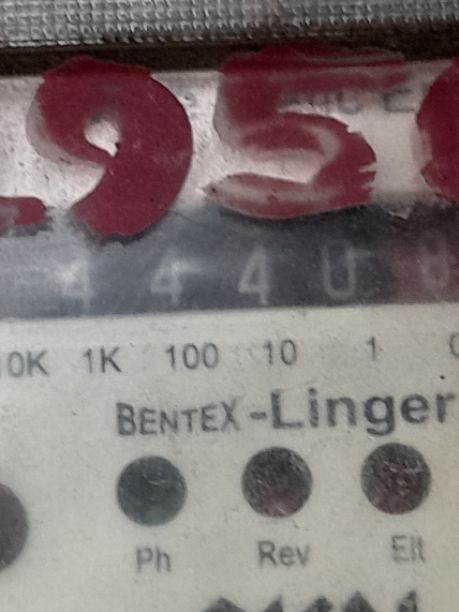 95
4 4 4 0
10K 1K 100 10 1
BENTEX-Linger
Ph Rev Elt